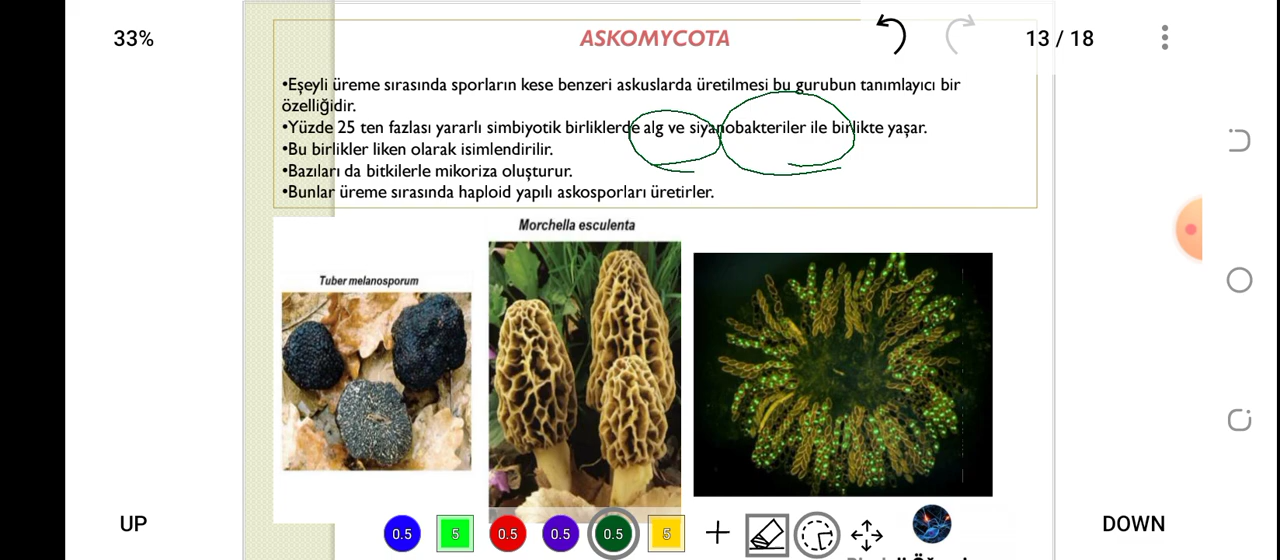 33%
ASKOMYCOTA
13 / 18
•Eşeyli üreme sırasında sporların kese benzeri askuslarda üretilmesi bu gurubun tanımlayıcı bir
özelliğidir.
•Yüzde 25 ten fazlası yararlı simbiyotik birliklerde alg ve siyanobakteriler ile birlikte yaşar.
•Bu birlikler liken olarak isimlendirilir.
•Bazıları da bitkilerle mikoriza oluşturur.
•Bunlar üreme sırasında haploid yapılı askosporları üretirler.
Morchella esculenta
Tuber melanosporum
UP
0.5
5
0.5
0.5
0.5
5
DOWN